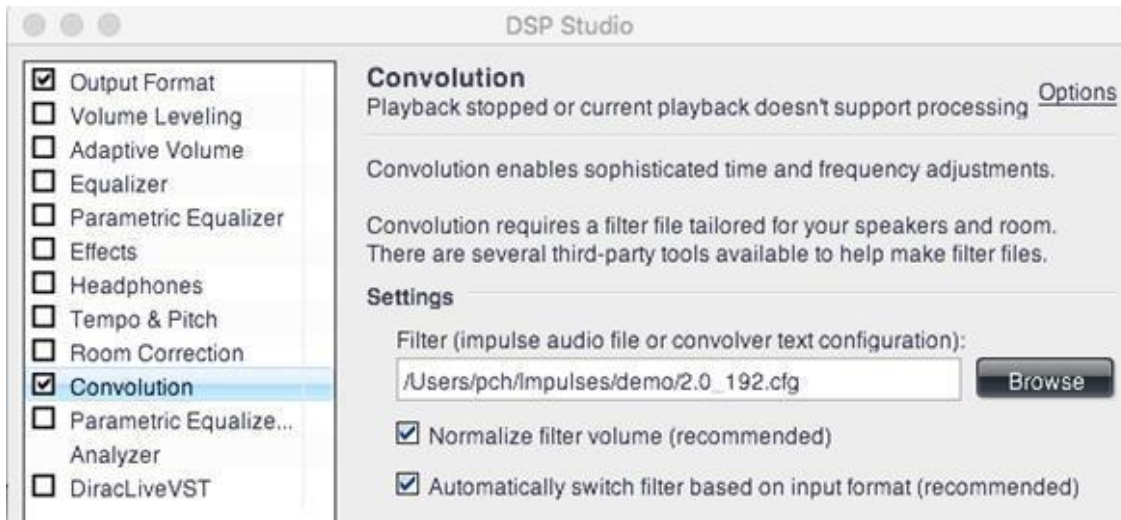 DSP Studio
Output Format
Volume Leveling
Adaptive Volume
Equalizer
Parametric Equalizer
Effects
Headphones
Tempo & Pitch
Room Correction
Convolution
Parametric Equalize...
Analyzer
DiracLiveVST
Convolution
Options
Playback stopped or current playback doesn't support processing
Convolution enables sophisticated time and frequency adjustments.
Convolution requires a filter file tailored for your speakers and room.
There are several third-party tools available to help make filter files.
Settings
Filter (impulse audio file or convolver text configuration):
/Users/pch/Impulses/demo/2.0_192.cfg
Browse
Normalize filter volume (recommended)
Automatically switch filter based on input format (recommended)